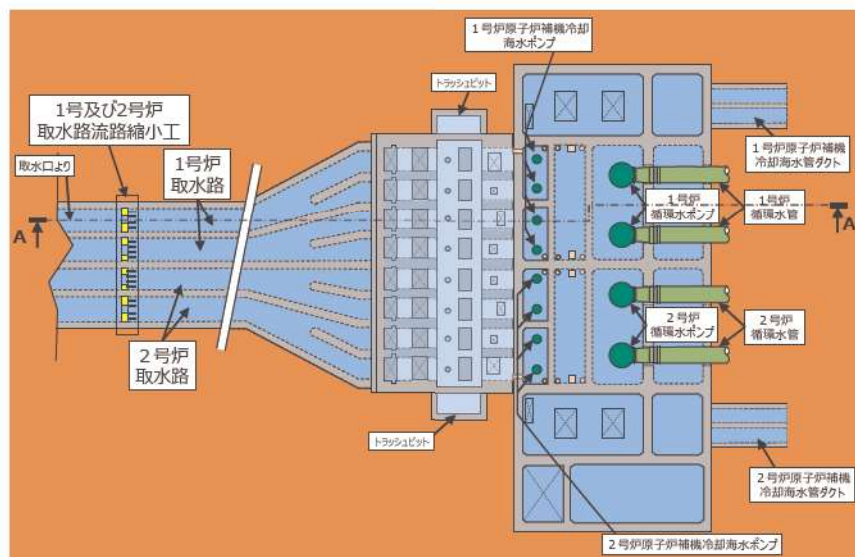 1号炉原子炉補機冷却
海水ポンプ
トラッシュピット
1号及び2号炉
取水路流路縮小工
取水口より
1号炉
取水路
1号炉原子炉補機
冷却海水管ダクト
1号炉
循環水ポンプ
1号炉
循環水管
A
A
2号炉
循環水ポンプ
2号炉
循環水管
2号炉
取水路
トラッシュピット
2号炉原子炉補機
冷却海水管ダクト
2号炉原子炉補機冷却海水ポンプ